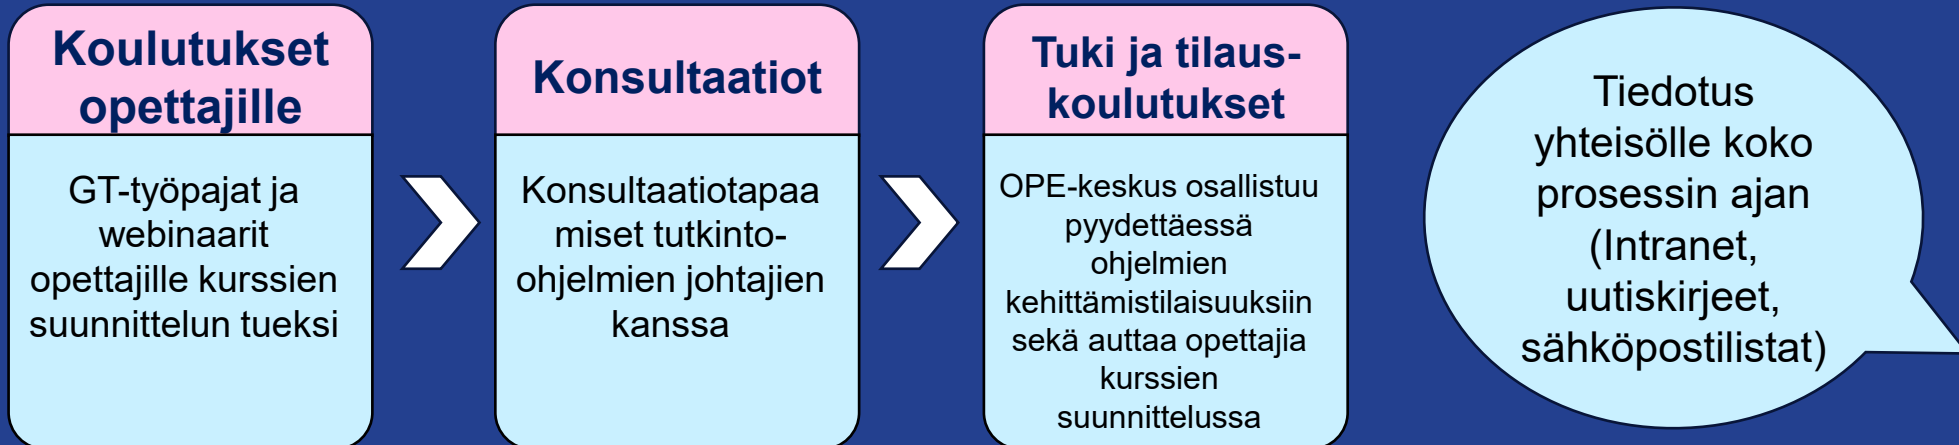 Koulutukset
opettajille
GT-työpajat ja
webinaarit
opettajille kurssien
suunnittelun tueksi
Konsultaatiot
Konsultaatiotapaa
miset tutkinto-
ohjelmien johtajien
kanssa
Tuki ja tilaus-
koulutukset
OPE-keskus osallistuu
pyydettäessä
ohjelmien
kehittämistilaisuuksiin
sekä auttaa opettajia
kurssien
suunnittelussa
Tiedotus
yhteisölle koko
prosessin ajan
(Intranet,
uutiskirjeet,
sähköpostilistat)